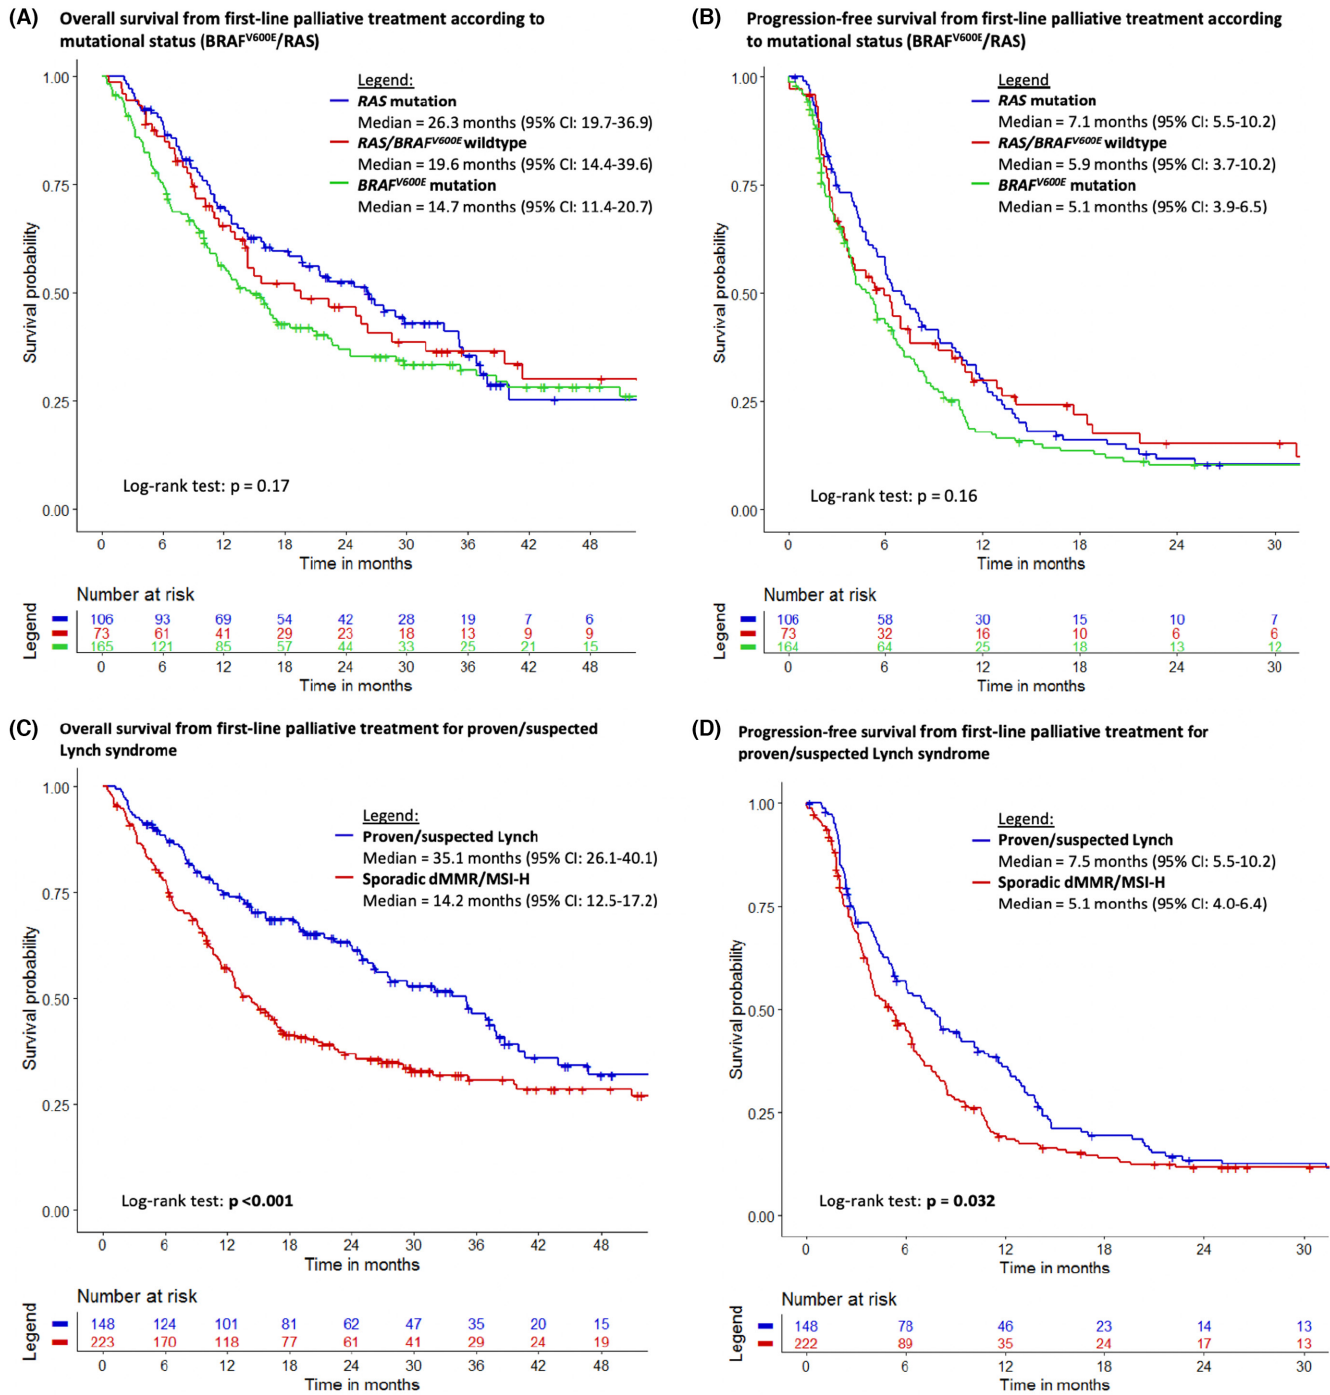 (A) Overall survival from first-line palliative treatment according to
mutational status (BRAFV600E/RAS)
Legend:
RAS mutation
Median = 26.3 months (95% CI: 19.7-36.9)
RAS/BRAFV600E wildtype
Median = 19.6 months (95% CI: 14.4-39.6)
BRAFV600E mutation
Median = 14.7 months (95% CI: 11.4-20.7)
Survival probability
1.00
0.75
0.50
0.25
0.00
Log-rank test: p = 0.17
0 6 12 18 24 30 36 42 48
Time in months
Number at risk
Legend
106 93 69 54 42 28 19 7 6
73 61 41 29 23 18 13 9 9
165 121 85 57 44 33 25 21 15
0 6 12 18 24 30 36 42 48
Time in months
(B) Progression-free survival from first-line palliative treatment according
to mutational status (BRAFV600E/RAS)
Legend
RAS mutation
Median = 7.1 months (95% CI: 5.5-10.2)
RAS/BRAFV600E wildtype
Median = 5.9 months (95% CI: 3.7-10.2)
BRAFV600E mutation
Median = 5.1 months (95% CI: 3.9-6.5)
Survival probability
1.00
0.75
0.50
0.25
0.00
Log-rank test: p = 0.16
0 6 12 18 24 30
Time in months
Number at risk
Legend
106 58 30 15 10 7
73 32 16 10 6 6
164 64 25 18 13 12
0 6 12 18 24 30
Time in months
(C) Overall survival from first-line palliative treatment for proven/suspected
Lynch syndrome
Legend:
Proven/suspected Lynch
Median = 35.1 months (95% CI: 26.1-40.1)
Sporadic dMMR/MSI-H
Median = 14.2 months (95% CI: 12.5-17.2)
Survival probability
1.00
0.75
0.50
0.25
0.00
Log-rank test: p <0.001
0 6 12 18 24 30 36 42 48
Time in months
Number at risk
Legend
148 124 101 81 62 47 35 20 15
223 170 118 77 61 41 29 24 19
0 6 12 18 24 30 36 42 48
Time in months
(D) Progression-free survival from first-line palliative treatment for
proven/suspected Lynch syndrome
Legend:
Proven/suspected Lynch
Median = 7.5 months (95% CI: 5.5-10.2)
Sporadic dMMR/MSI-H
Median = 5.1 months (95% CI: 4.0-6.4)
Survival probability
1.00
0.75
0.50
0.25
0.00
Log-rank test: p = 0.032
0 6 12 18 24 30
Time in months
Number at risk
Legend
148 78 46 23 14 13
222 89 35 24 17 13
0 6 12 18 24 30
Time in months